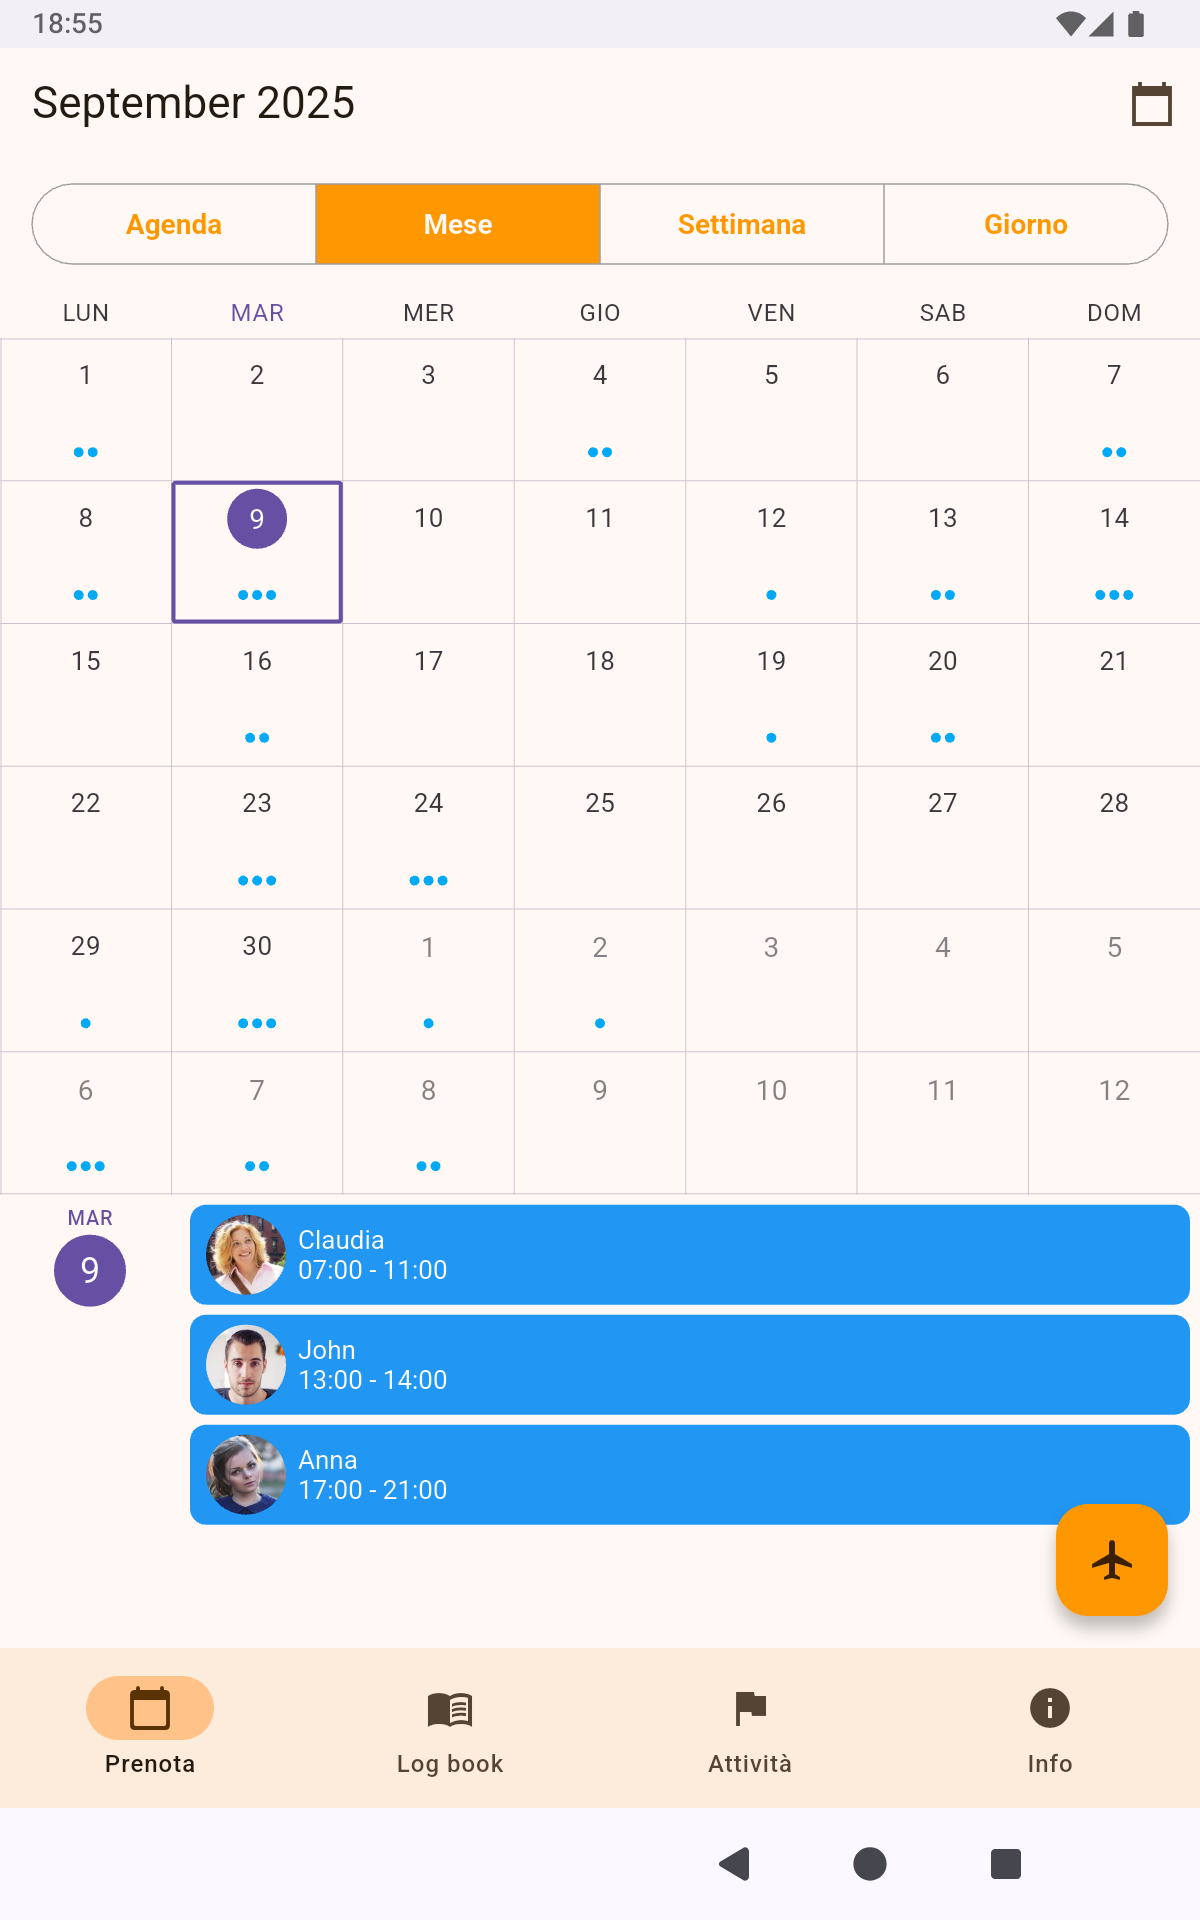 18:55
September 2025
Agenda Mese Settimana Giorno
LUN MAR MER GIO VEN SAB DOM
1 2 3 4 5 6 7
8 9 10 11 12 13 14
15 16 17 18 19 20 21
22 23 24 25 26 27 28
29 30 1 2 3 4 5
6 7 8 9 10 11 12
MAR
9
Claudia
07:00 - 11:00
John
13:00 - 14:00
Anna
17:00 - 21:00
Prenota Log book Attività Info